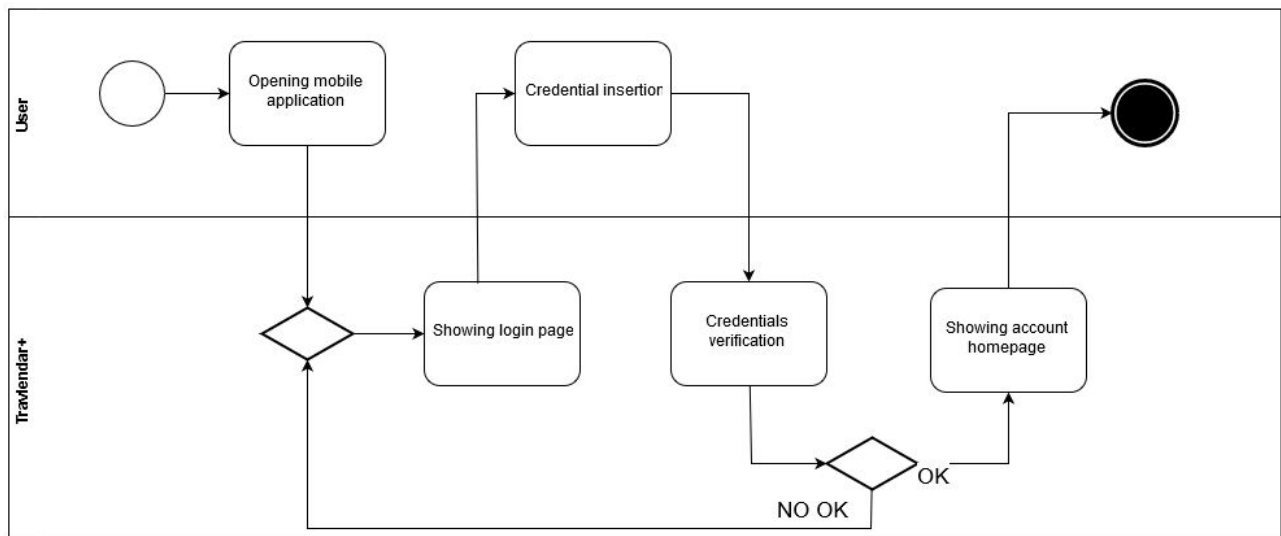 User
Opening mobile
application
Credential insertion
Travlendar+
Showing login page
Credentials
verification
Showing account
homepage
OK
NO OK